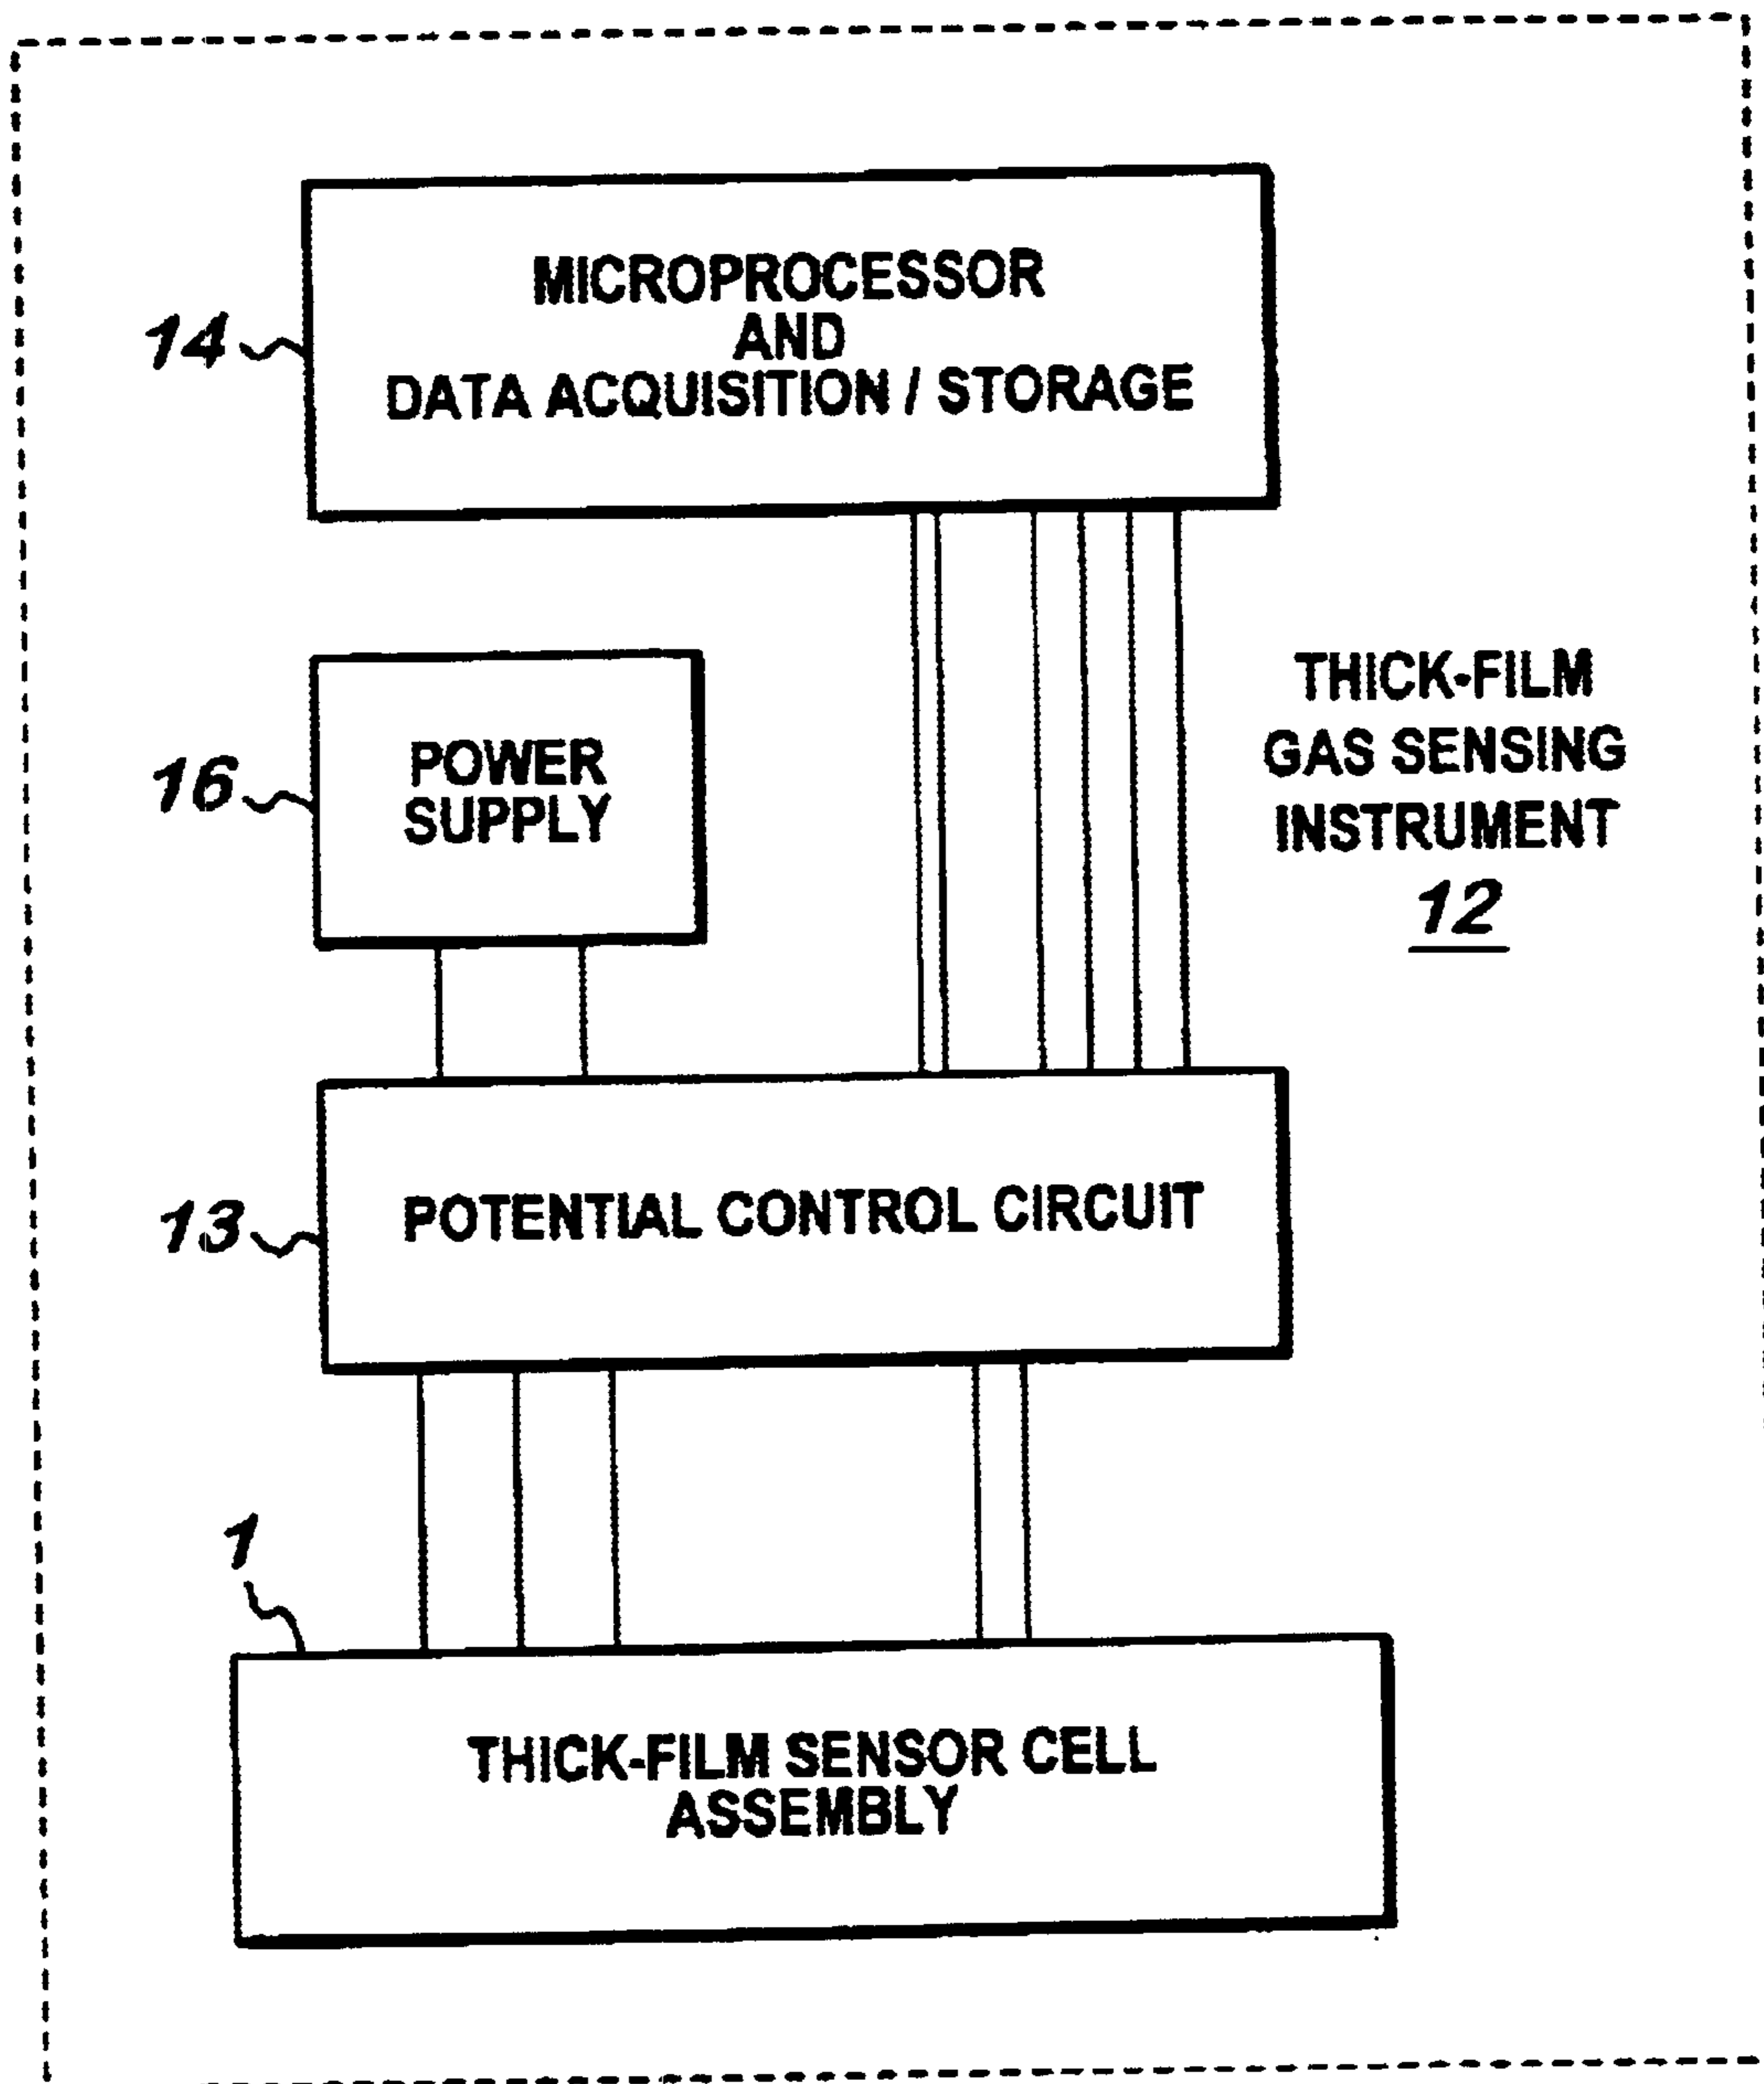 MICROPROCESSOR
AND
DATA ACQUISITION / STORAGE
14
POWER
SUPPLY
16
THICK-FILM
GAS SENSING
INSTRUMENT
12
POTENTIAL CONTROL CIRCUIT
13
1
THICK-FILM SENSOR CELL
ASSEMBLY